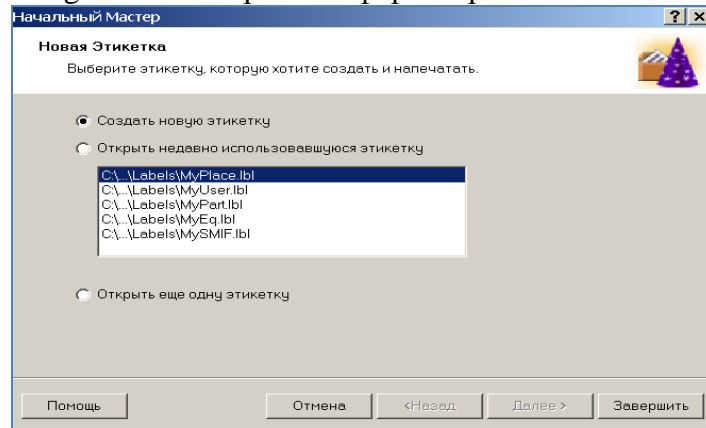 Начальный Мастер
? ×
Новая Этикетка
Выберите этикетку, которую хотите создать и напечатать.
Создать новую этикетку
Открыть недавно использовавшуюся этикетку
C:\...\Labels\MyPlace.lbl
C:\...\Labels\MyUser.lbl
C:\...\Labels\MyPart.lbl
C:\...\Labels\MyEq.lbl
C:\...\Labels\MySMIF.lbl
Открыть еще одну этикетку
Помощь Отмена <Назад Далее > Завершить